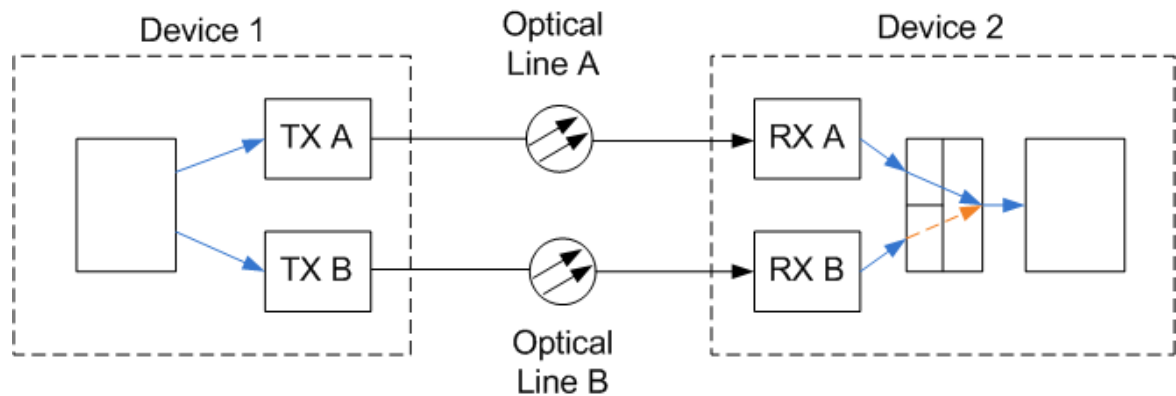 Device 1
Optical
Line A
Device 2
TX A
RX A
TX B
RX B
Optical
Line B